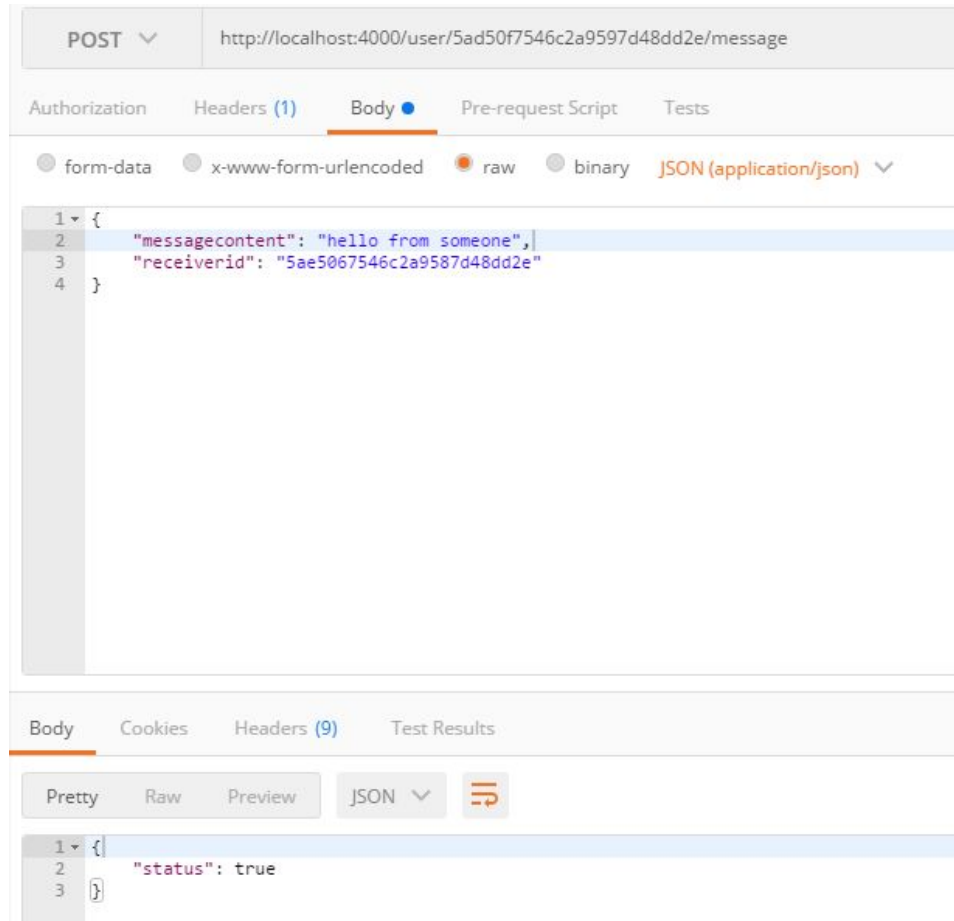 POST http://localhost:4000/user/5ad50f7546c2a9597d48dd2e/message
Authorization Headers (1) Body Pre-request Script Tests
form-data x-www-form-urlencoded raw binary JSON (application/json)
1 {
2 "messagecontent": "hello from someone",
3 "receiverid": "5ae5067546c2a9587d48dd2e"
4 }
Body Cookies Headers (9) Test Results
Pretty Raw Preview JSON
1 {
2 "status": true
3 }